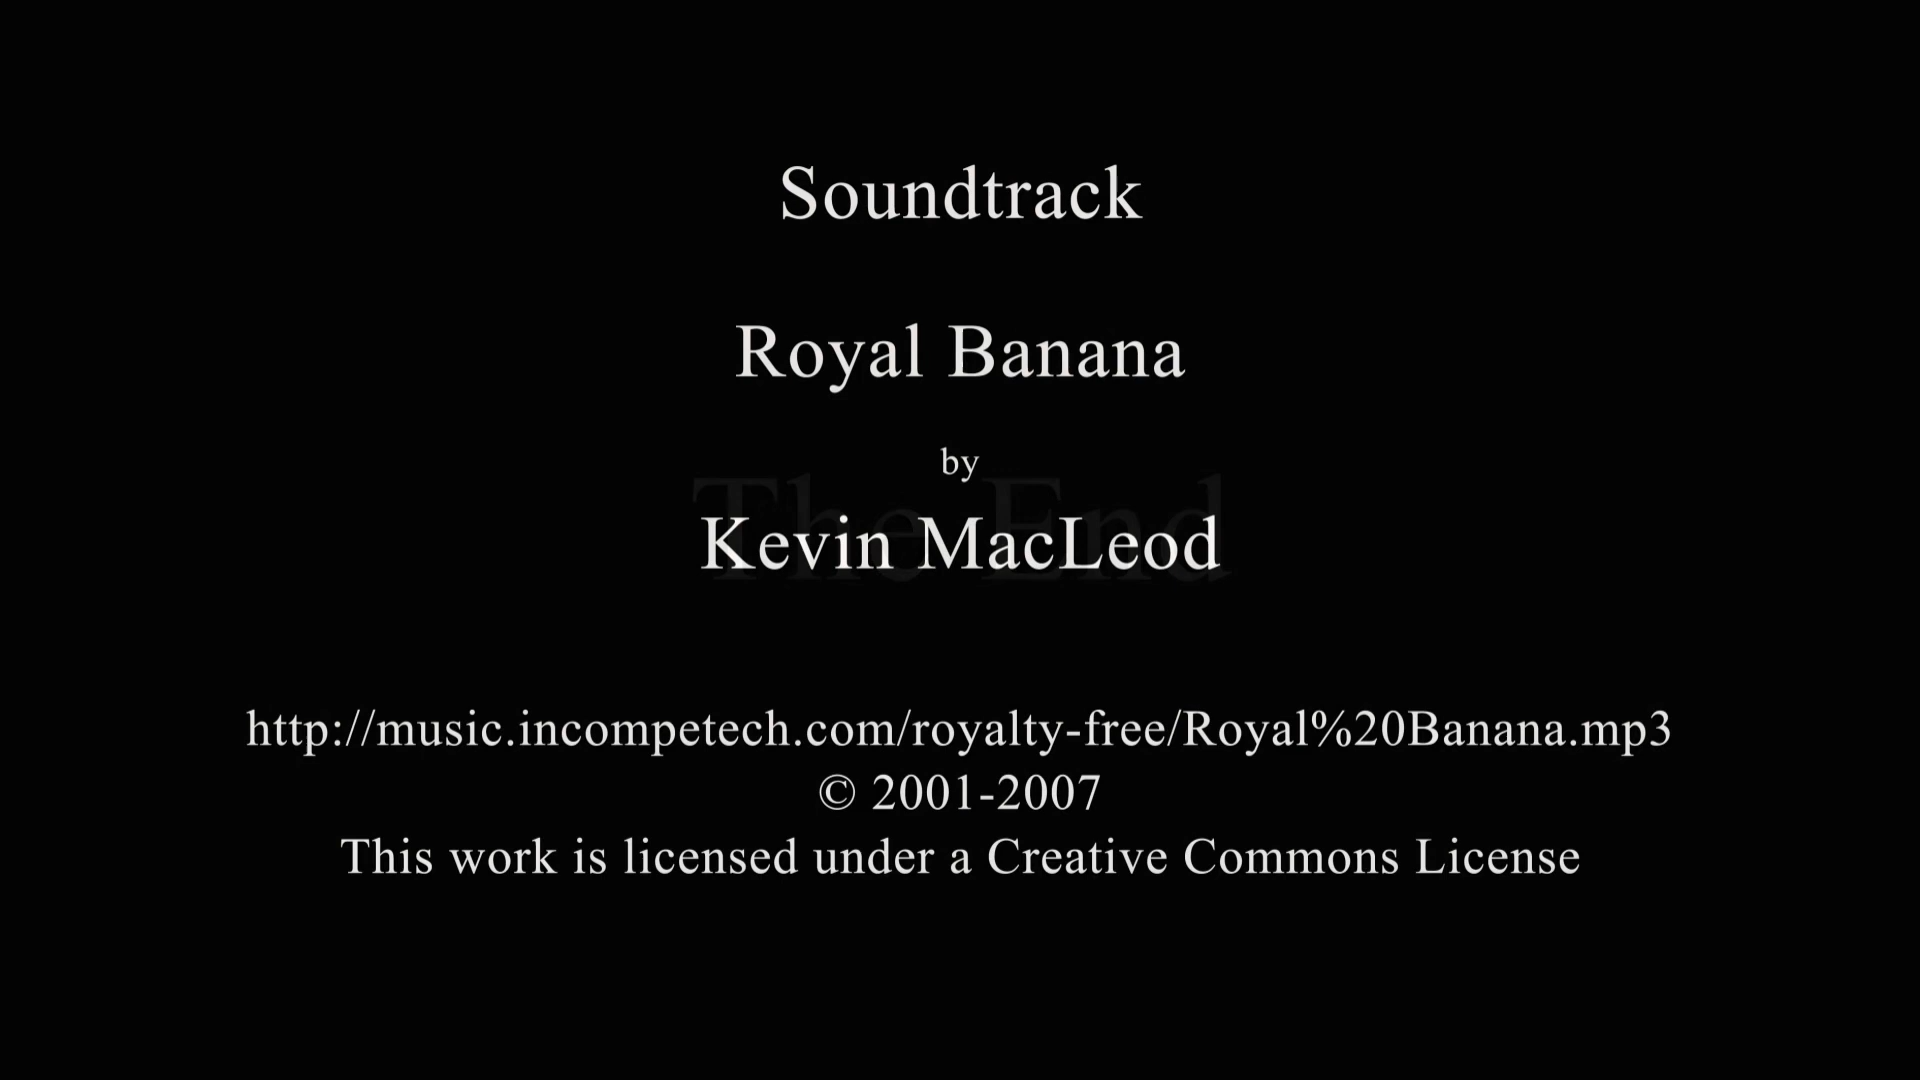 Soundtrack
Royal Banana
by
The End
Kevin MacLeod
http://music.incompetech.com/royalty-free/Royal%20Banana.mp3
© 2001-2007
This work is licensed under a Creative Commons License